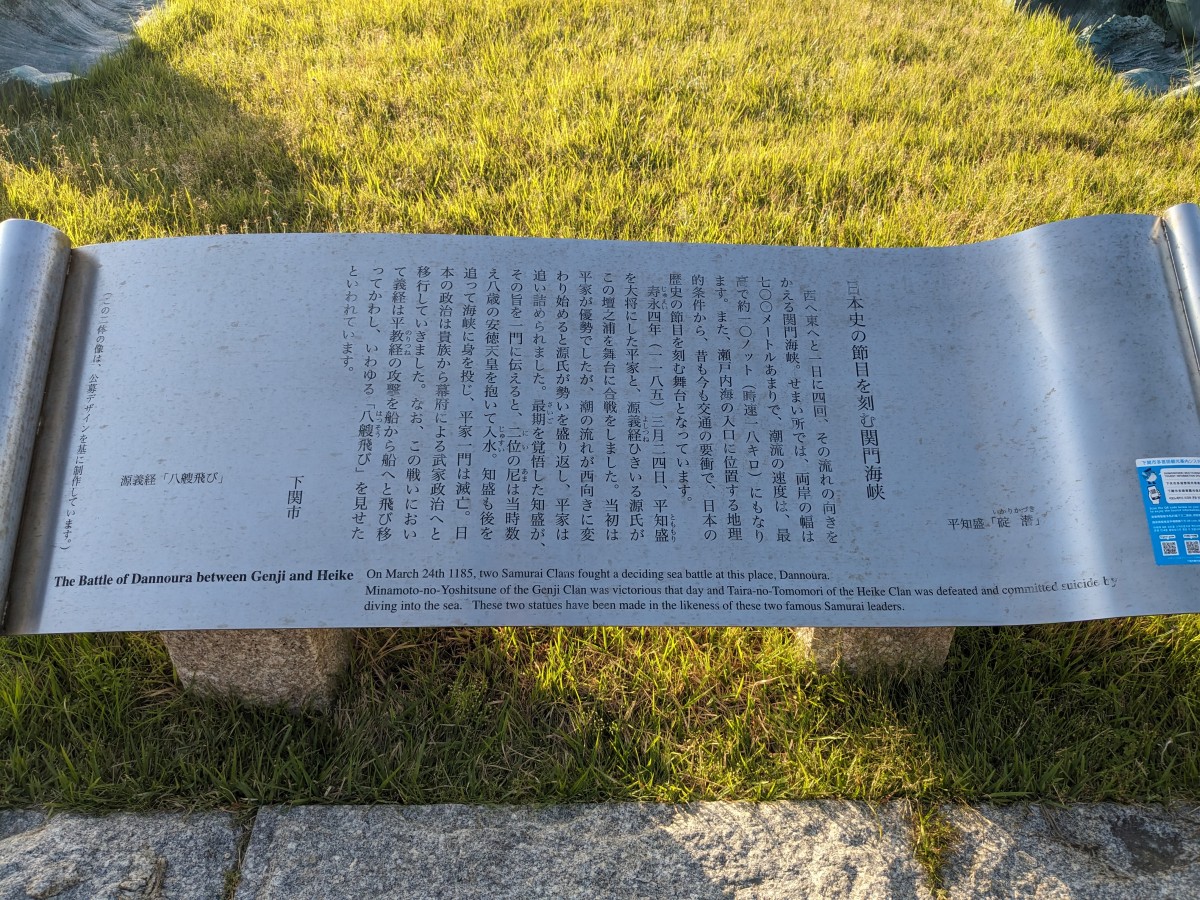 日本史の節目を刻む関門海峡
西へ東へと一日に四回、その流れの向きを
かえる関門海峡。せまい所では、両岸の幅は
七〇〇メートルあまりで、潮流の速度は、最
高で約一〇ノット（時速一八キロ）にもなり
ます。また、瀬戸内海の入口に位置する地理
的条件から、昔も今も交通の要衝で、日本の
歴史の節目を刻む舞台となっています。
寿永四年（一一八五）三月二四日、平知盛
を大将にした平家と、源義経ひきいる源氏が
この壇之浦を舞台に合戦をしました。当初は
平家が優勢でしたが、潮の流れが西向きに変
わり始めると源氏が勢いを盛り返し、平家は
追い詰められました。最期を覚悟した知盛が、
その旨を一門に伝えると、二位の尼は当時数
え八歳の安徳天皇を抱いて入水。知盛も後を
追って海峡に身を投じ、平家一門は滅亡。日
本の政治は貴族から幕府による武家政治へと
移行していきました。なお、この戦いにおい
て義経は平教経の攻撃を船から船へと飛び移
ってかわし、いわゆる「八艘飛び」を見せた
といわれています。
平知盛「碇潜」
いかりかづき
下関市
源義経「八艘飛び」
（この二体の像は、公募デザインを基に制作しています。）
The Battle of Dannoura between Genji and Heike On March 24th 1185, two Samurai Clans fought a deciding sea battle at this place, Dannoura.
Minamoto-no-Yoshitsune of the Genji Clan was victorious that day and Taira-no-Tomomori of the Heike Clan was defeated and committed suicide by
diving into the sea. These two statues have been made in the likeness of these two famous Samurai leaders.